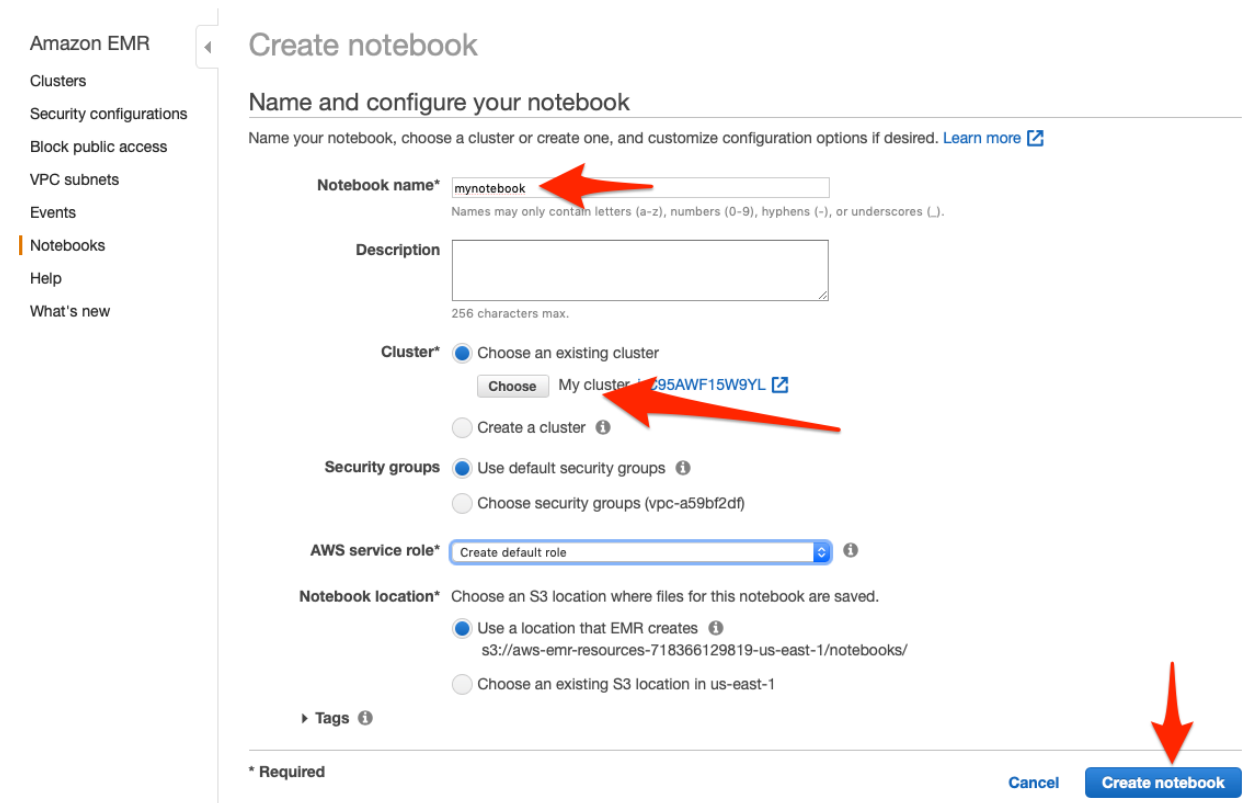 Amazon EMR
Clusters
Security configurations
Block public access
VPC subnets
Events
Notebooks
Help
What's new
Create notebook
Name and configure your notebook
Name your notebook, choose a cluster or create one, and customize configuration options if desired. Learn more
Notebook name* mynotebook
Names may only contain letters (a-z), numbers (0-9), hyphens (-), or underscores (_).
Description
256 characters max.
Cluster* Choose an existing cluster
Choose My cluster C95AWF15W9YL
Create a cluster
Security groups Use default security groups
Choose security groups (vpc-a59bf2df)
AWS service role* Create default role
Notebook location* Choose an S3 location where files for this notebook are saved.
Use a location that EMR creates
s3://aws-emr-resources-718366129819-us-east-1/notebooks/
Choose an existing S3 location in us-east-1
Tags
* Required
Cancel Create notebook